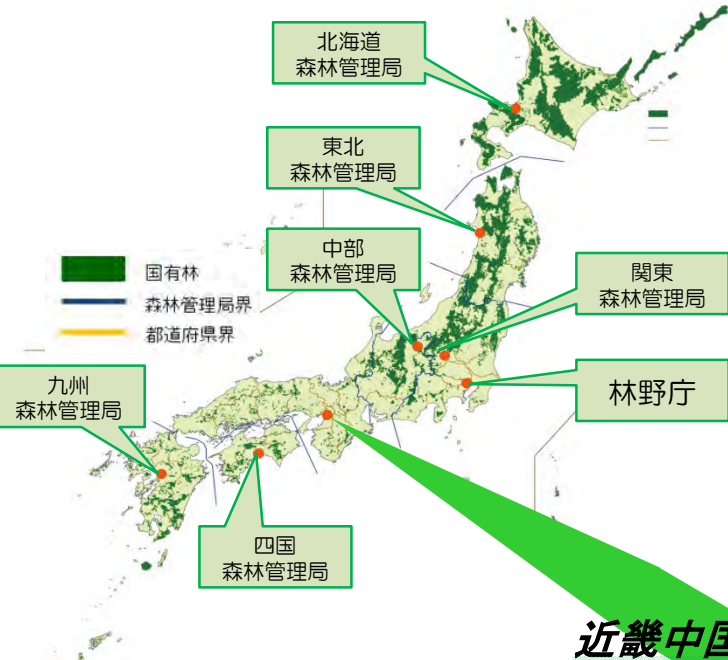 北海道
森林管理局
東北
森林管理局
中部
森林管理局
関東
森林管理局
国有林
森林管理局界
都道府県界
林野庁
九州
森林管理局
四国
森林管理局
近畿中国